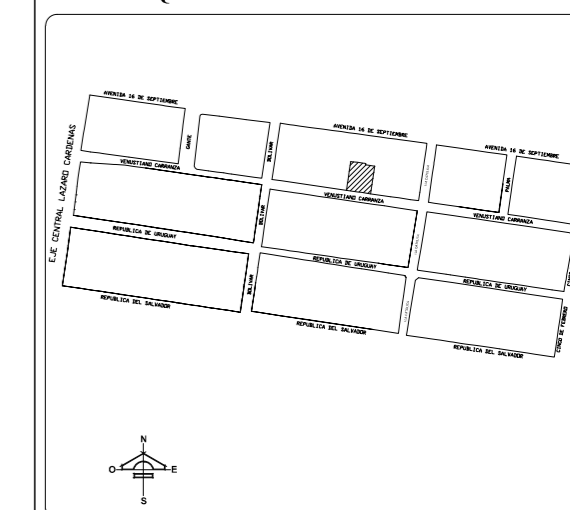 AVENIDA 16 DE SEPTIEMBRE
AVENIDA 16 DE SEPTIEMBRE
AVENIDA 16 DE SEPTIEMBRE
EJE CENTRAL LAZARO CARDENAS
DANTE
BOLIVAR
PALMA
VENUSTIANO CARRANZA
VENUSTIANO CARRANZA
VENUSTIANO CARRANZA
BOLIVAR
REPUBLICA DE URUGUAY
REPUBLICA DE URUGUAY
REPUBLICA DE URUGUAY
BOLIVAR
CINCO DE FEBRERO
REPUBLICA DEL SALVADOR
REPUBLICA DEL SALVADOR
REPUBLICA DEL SALVADOR
N
O
E
S